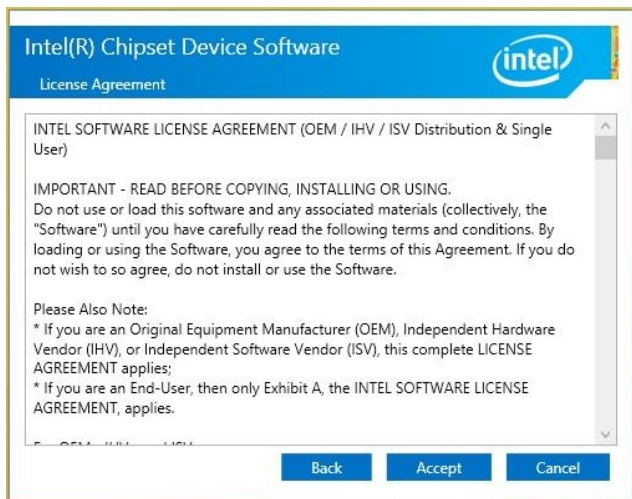 Intel(R) Chipset Device Software
intel
License Agreement
INTEL SOFTWARE LICENSE AGREEMENT (OEM / IHV / ISV Distribution & Single
User)
IMPORTANT - READ BEFORE COPYING, INSTALLING OR USING.
Do not use or load this software and any associated materials (collectively, the
"Software") until you have carefully read the following terms and conditions. By
loading or using the Software, you agree to the terms of this Agreement. If you do
not wish to so agree, do not install or use the Software.
Please Also Note:
* If you are an Original Equipment Manufacturer (OEM), Independent Hardware
Vendor (IHV), or Independent Software Vendor (ISV), this complete LICENSE
AGREEMENT applies;
* If you are an End-User, then only Exhibit A, the INTEL SOFTWARE LICENSE
AGREEMENT, applies.
Back Accept Cancel